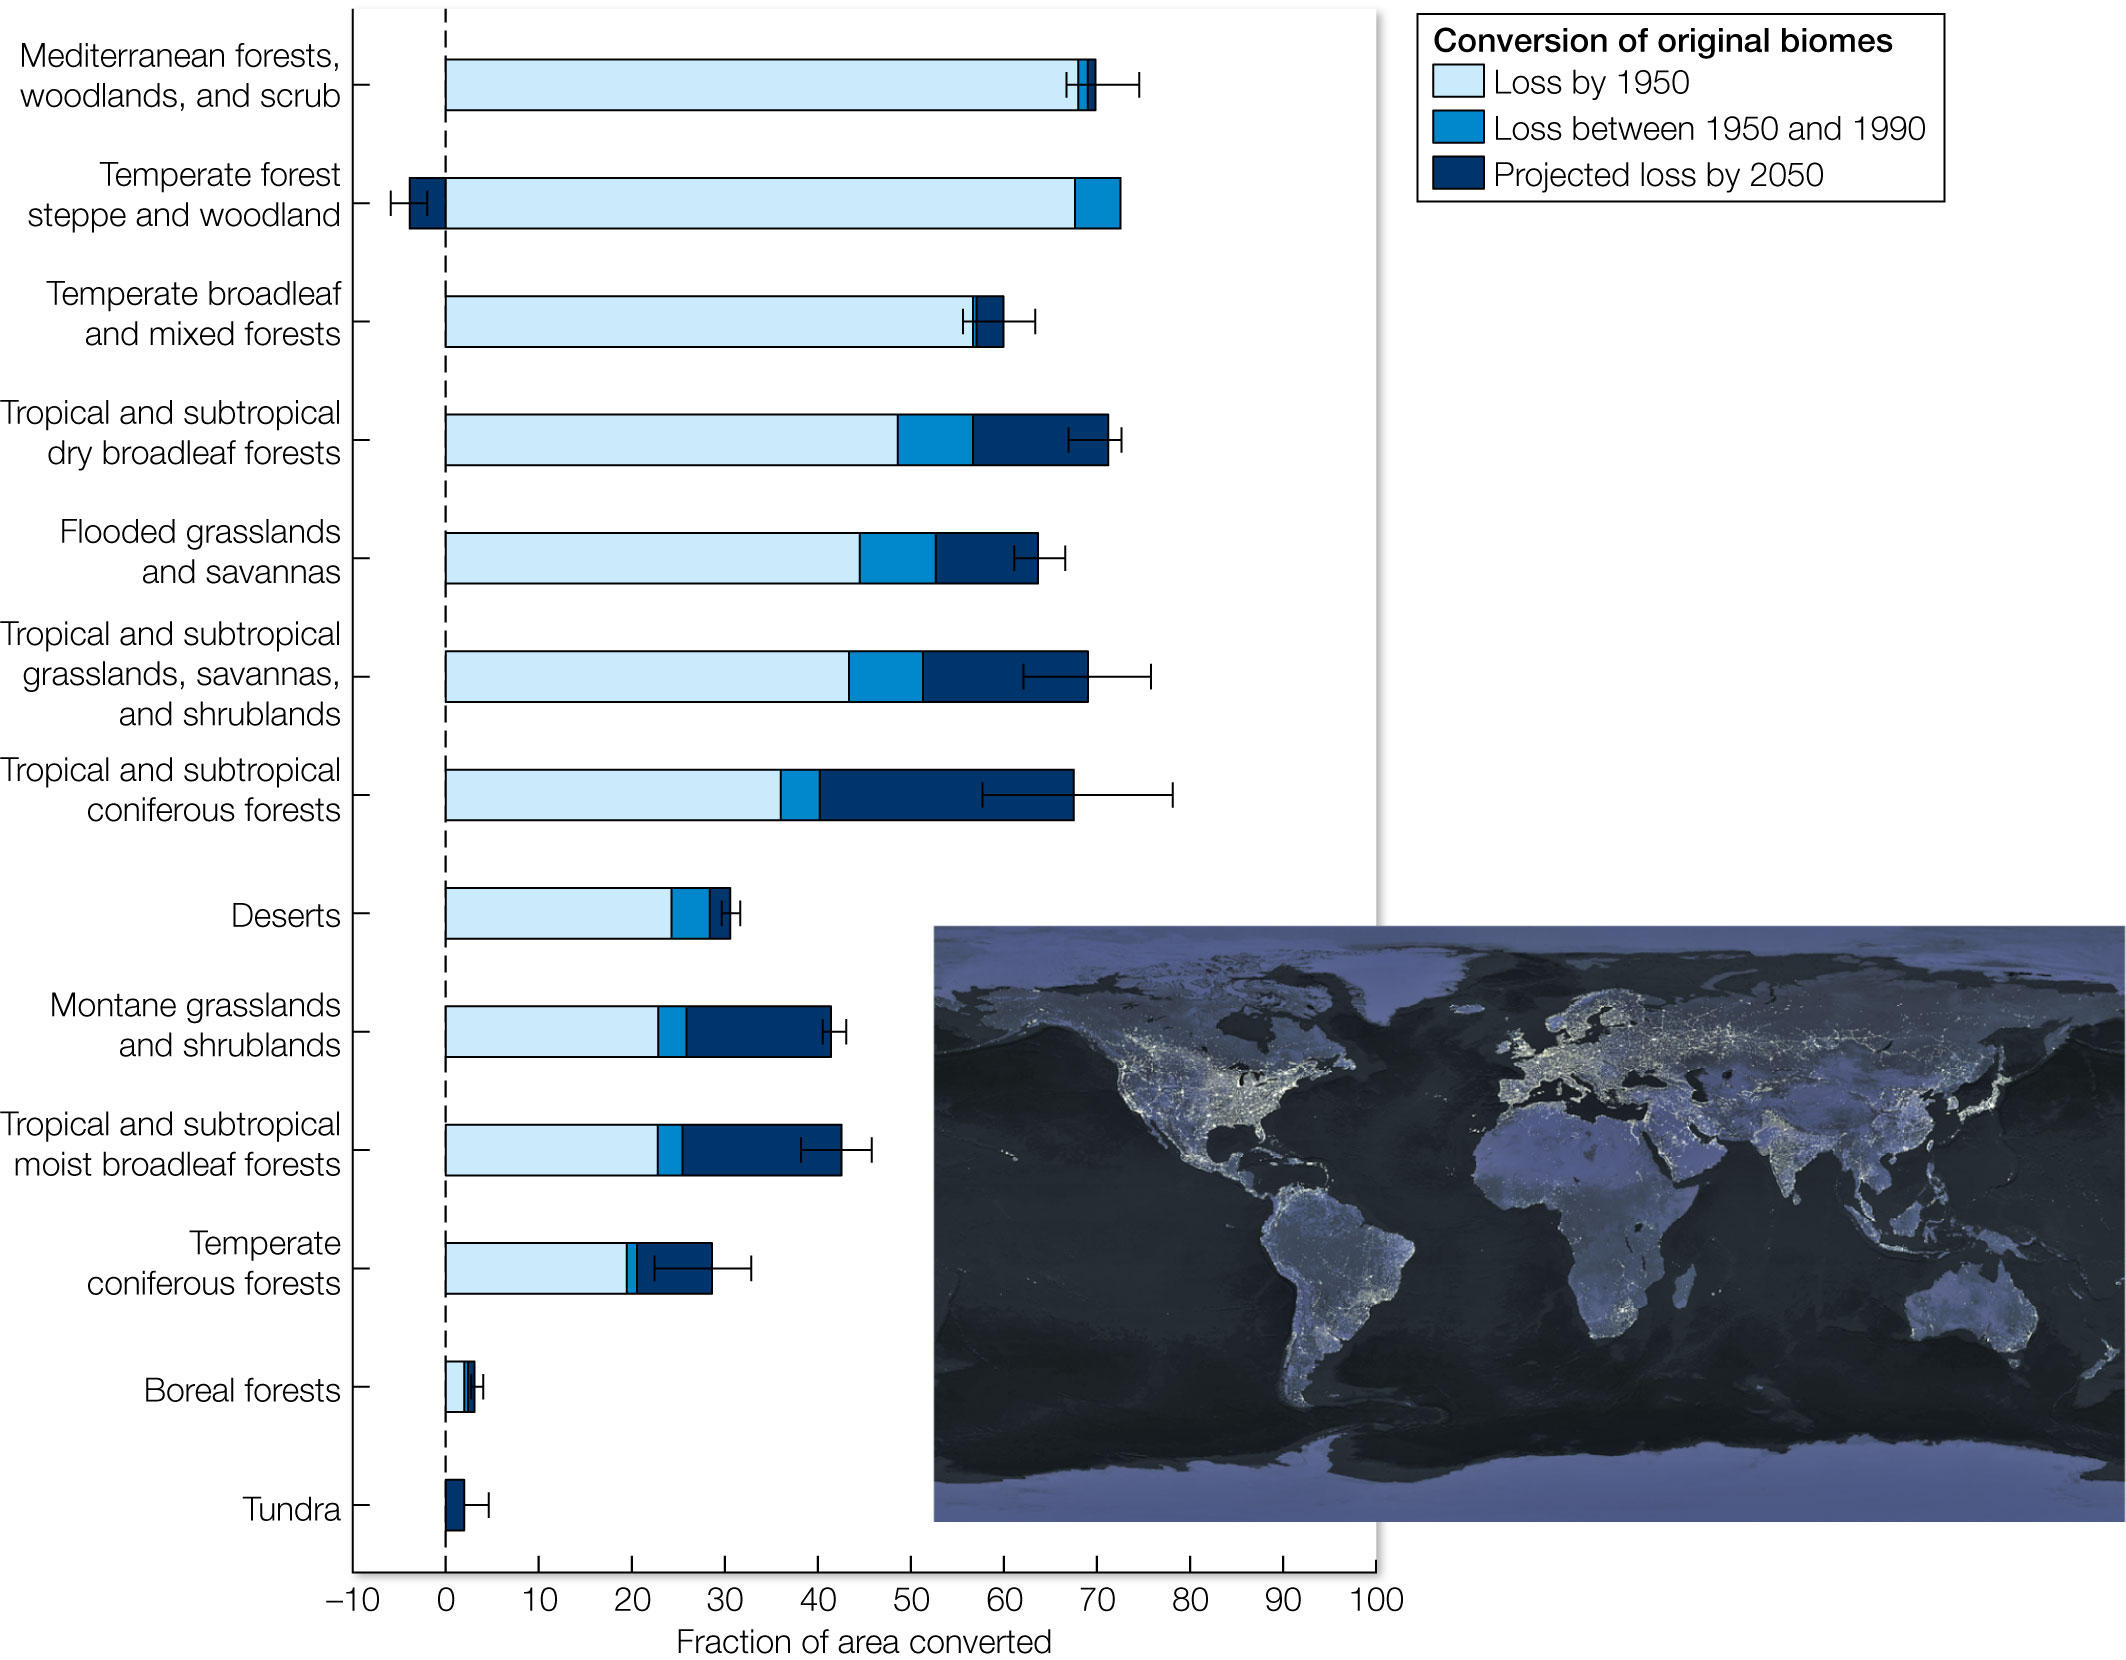 Mediterranean forests,
woodlands, and scrub
Temperate forest
steppe and woodland
Temperate broadleaf
and mixed forests
Tropical and subtropical
dry broadleaf forests
Flooded grasslands
and savannas
Tropical and subtropical
grasslands, savannas,
and shrublands
Tropical and subtropical
coniferous forests
Deserts
Montane grasslands
and shrublands
Tropical and subtropical
moist broadleaf forests
Temperate
coniferous forests
Boreal forests
Tundra
–10 0 10 20 30 40 50 60 70 80 90 100
Fraction of area converted
Conversion of original biomes
Loss by 1950
Loss between 1950 and 1990
Projected loss by 2050